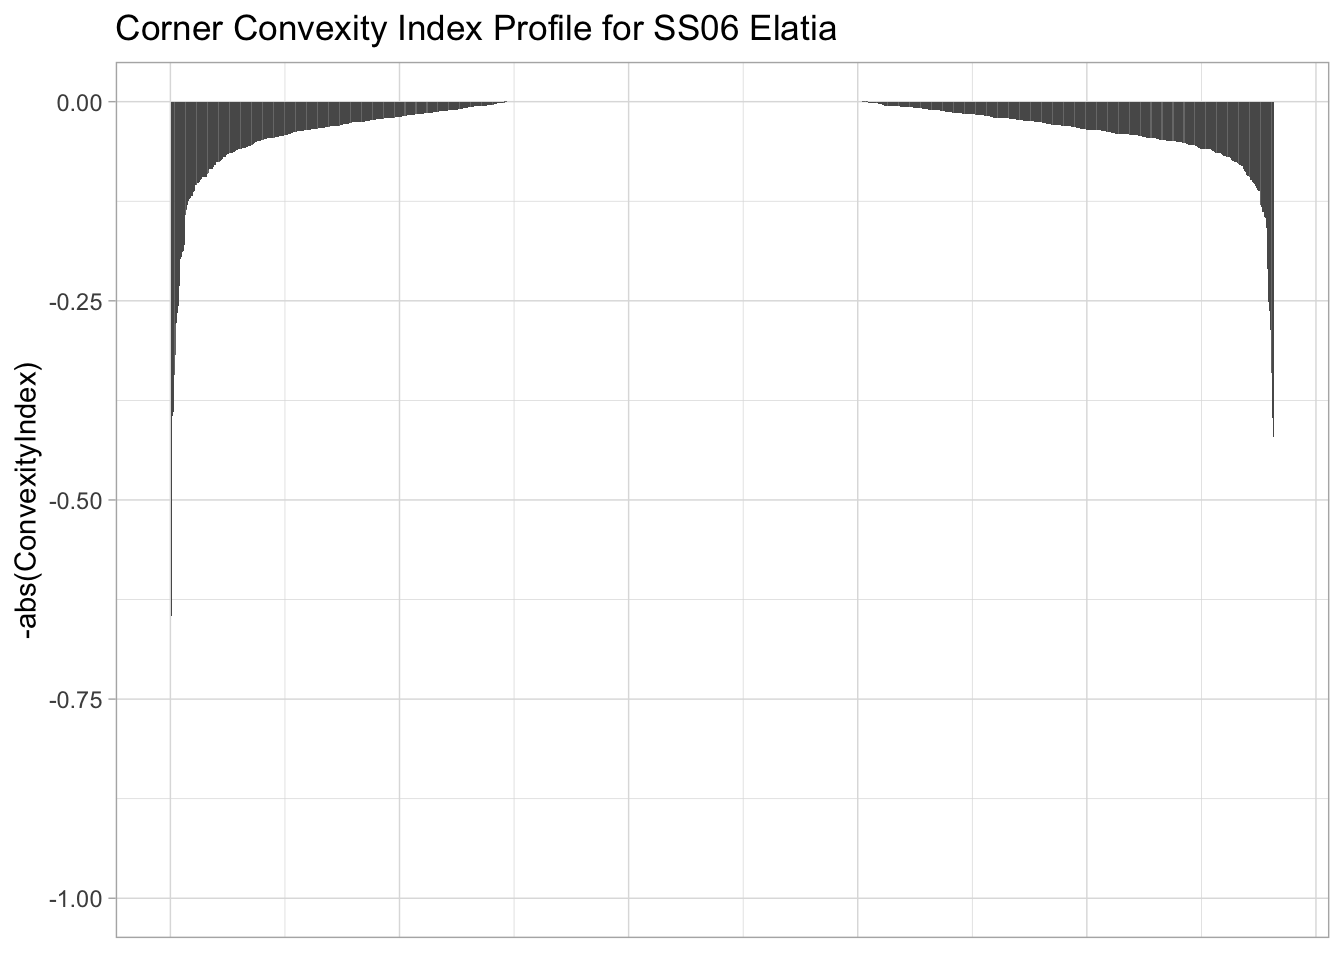 Corner Convexity Index Profile for SS06 Elatia
0.00
-0.25
-0.50
-0.75
-1.00
-abs(ConvexityIndex)